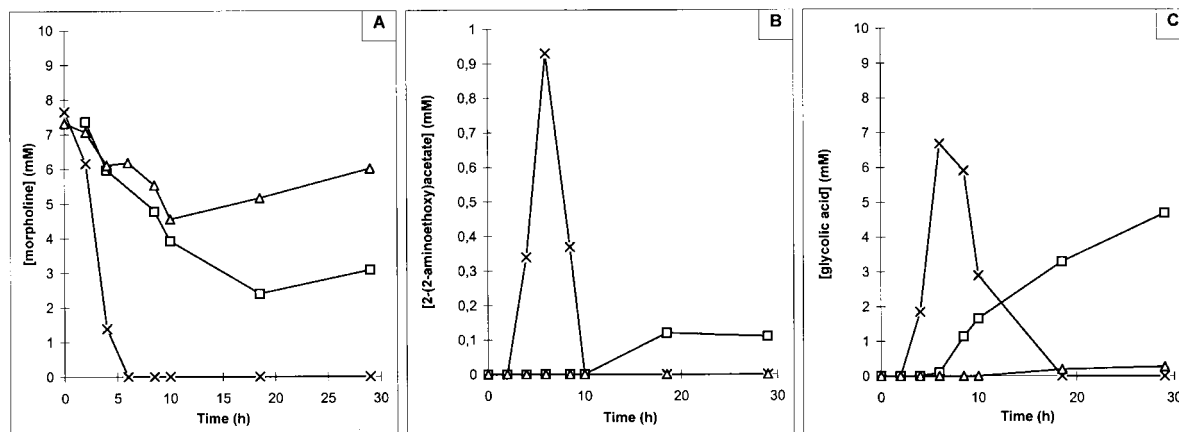 A
10
9
8
7
6
5
4
3
2
1
0
[morpholine] (mM)
0 5 10 15 20 25 30
Time (h)
B
1
0,9
0,8
0,7
0,6
0,5
0,4
0,3
0,2
0,1
0
[2-(2-aminoethoxy)acetate] (mM)
0 10 20 30
Time (h)
C
10
9
8
7
6
5
4
3
2
1
0
[glycolic acid] (mM)
0 10 20 30
Time (h)